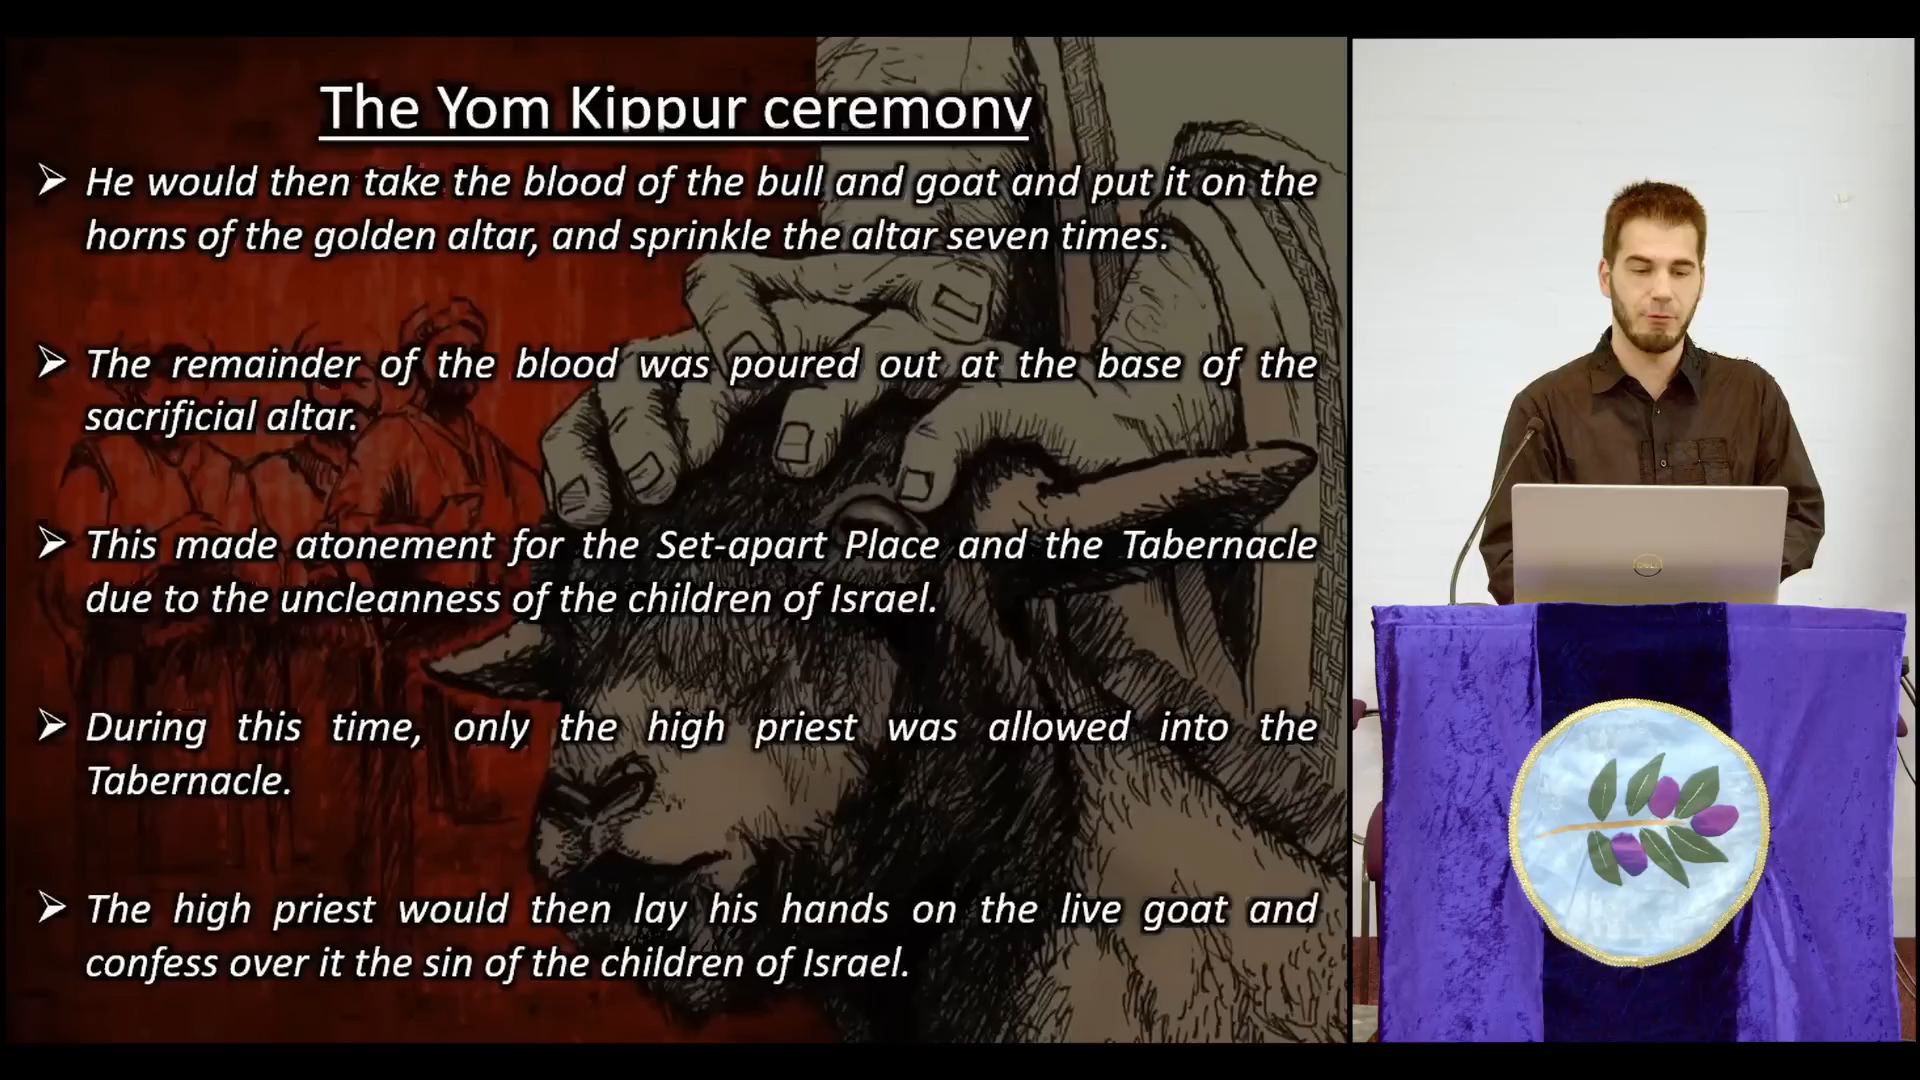 The Yom Kippur ceremony
➢ He would then take the blood of the bull and goat and put it on the
horns of the golden altar, and sprinkle the altar seven times.
➢ The remainder of the blood was poured out at the base of the
sacrificial altar.
➢ This made atonement for the Set-apart Place and the Tabernacle
due to the uncleanness of the children of Israel.
➢ During this time, only the high priest was allowed into the
Tabernacle.
➢ The high priest would then lay his hands on the live goat and
confess over it the sin of the children of Israel.
DELL